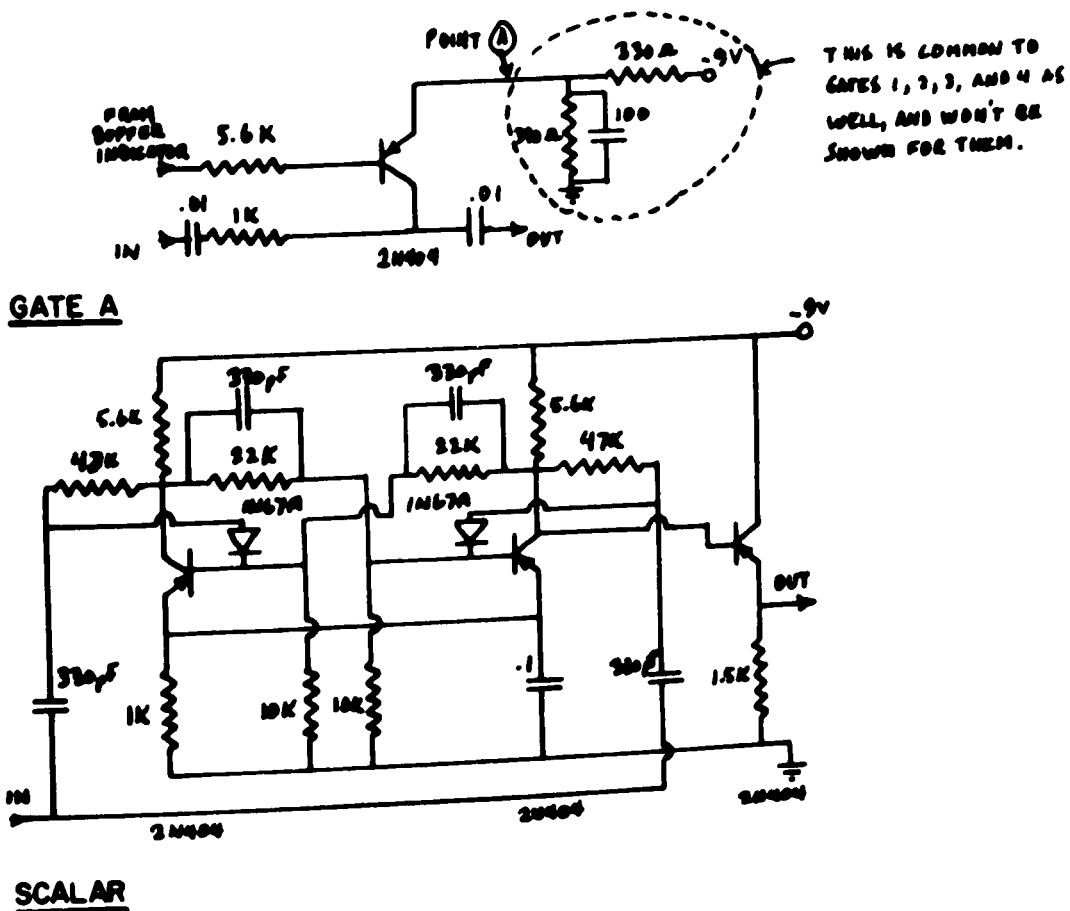 POINT A
330Ω
-9V
THIS IS COMMON TO
GATES 1, 2, 3, AND 4 AS
WELL, AND WON'T BE
SHOWN FOR THEM.
FROM
BUFFER
INDICATOR
5.6K
100
.01
1K
.01
IN
OUT
2N404
GATE A
-9V
330pF
330pF
5.6K
5.6K
22K
22K
47K
1N67A
1N67A
OUT
330pF
.1
330pF
1.5K
1K
10K
10K
IN
2N404
2N404
2N404
SCALAR